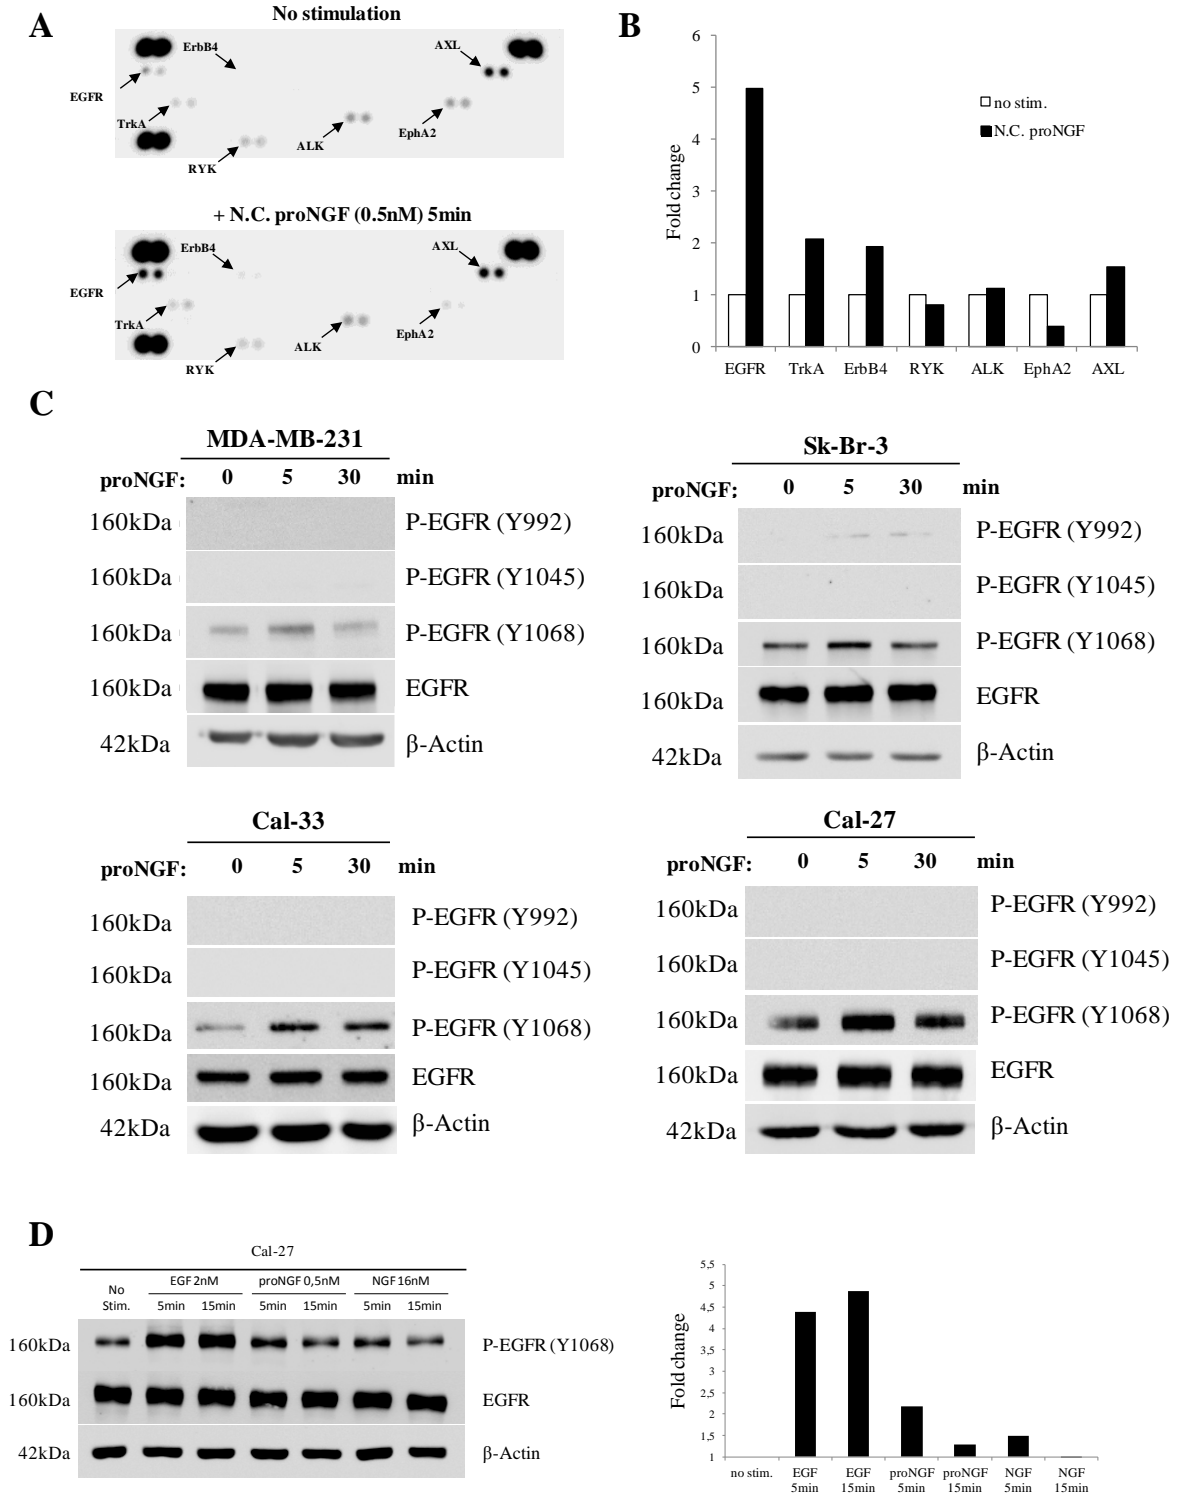 A
No stimulation
ErbB4
AXL
EGFR
TrkA
EphA2
ALK
RYK
+ N.C. proNGF (0.5nM) 5min
ErbB4
AXL
EGFR
TrkA
EphA2
ALK
RYK
B
6
5
4
3
2
1
0
Fold change
no stim.
N.C. proNGF
EGFR TrkA ErbB4 RYK ALK EphA2 AXL
C
MDA-MB-231
proNGF: 0 5 30 min
160kDa P-EGFR (Y992)
160kDa P-EGFR (Y1045)
160kDa P-EGFR (Y1068)
160kDa EGFR
42kDa β-Actin
Sk-Br-3
proNGF: 0 5 30 min
160kDa P-EGFR (Y992)
160kDa P-EGFR (Y1045)
160kDa P-EGFR (Y1068)
160kDa EGFR
42kDa β-Actin
Cal-33
proNGF: 0 5 30 min
160kDa P-EGFR (Y992)
160kDa P-EGFR (Y1045)
160kDa P-EGFR (Y1068)
160kDa EGFR
42kDa β-Actin
Cal-27
proNGF: 0 5 30 min
160kDa P-EGFR (Y992)
160kDa P-EGFR (Y1045)
160kDa P-EGFR (Y1068)
160kDa EGFR
42kDa β-Actin
D
Cal-27
No Stim.
EGF 2nM proNGF 0,5nM NGF 16nM
5min 15min 5min 15min 5min 15min
160kDa P-EGFR (Y1068)
160kDa EGFR
42kDa β-Actin
5,5
5
4,5
4
3,5
3
2,5
2
1,5
1
Fold change
no stim. EGF EGF proNGF proNGF NGF NGF
5min 15min 5min 15min 5min 15min